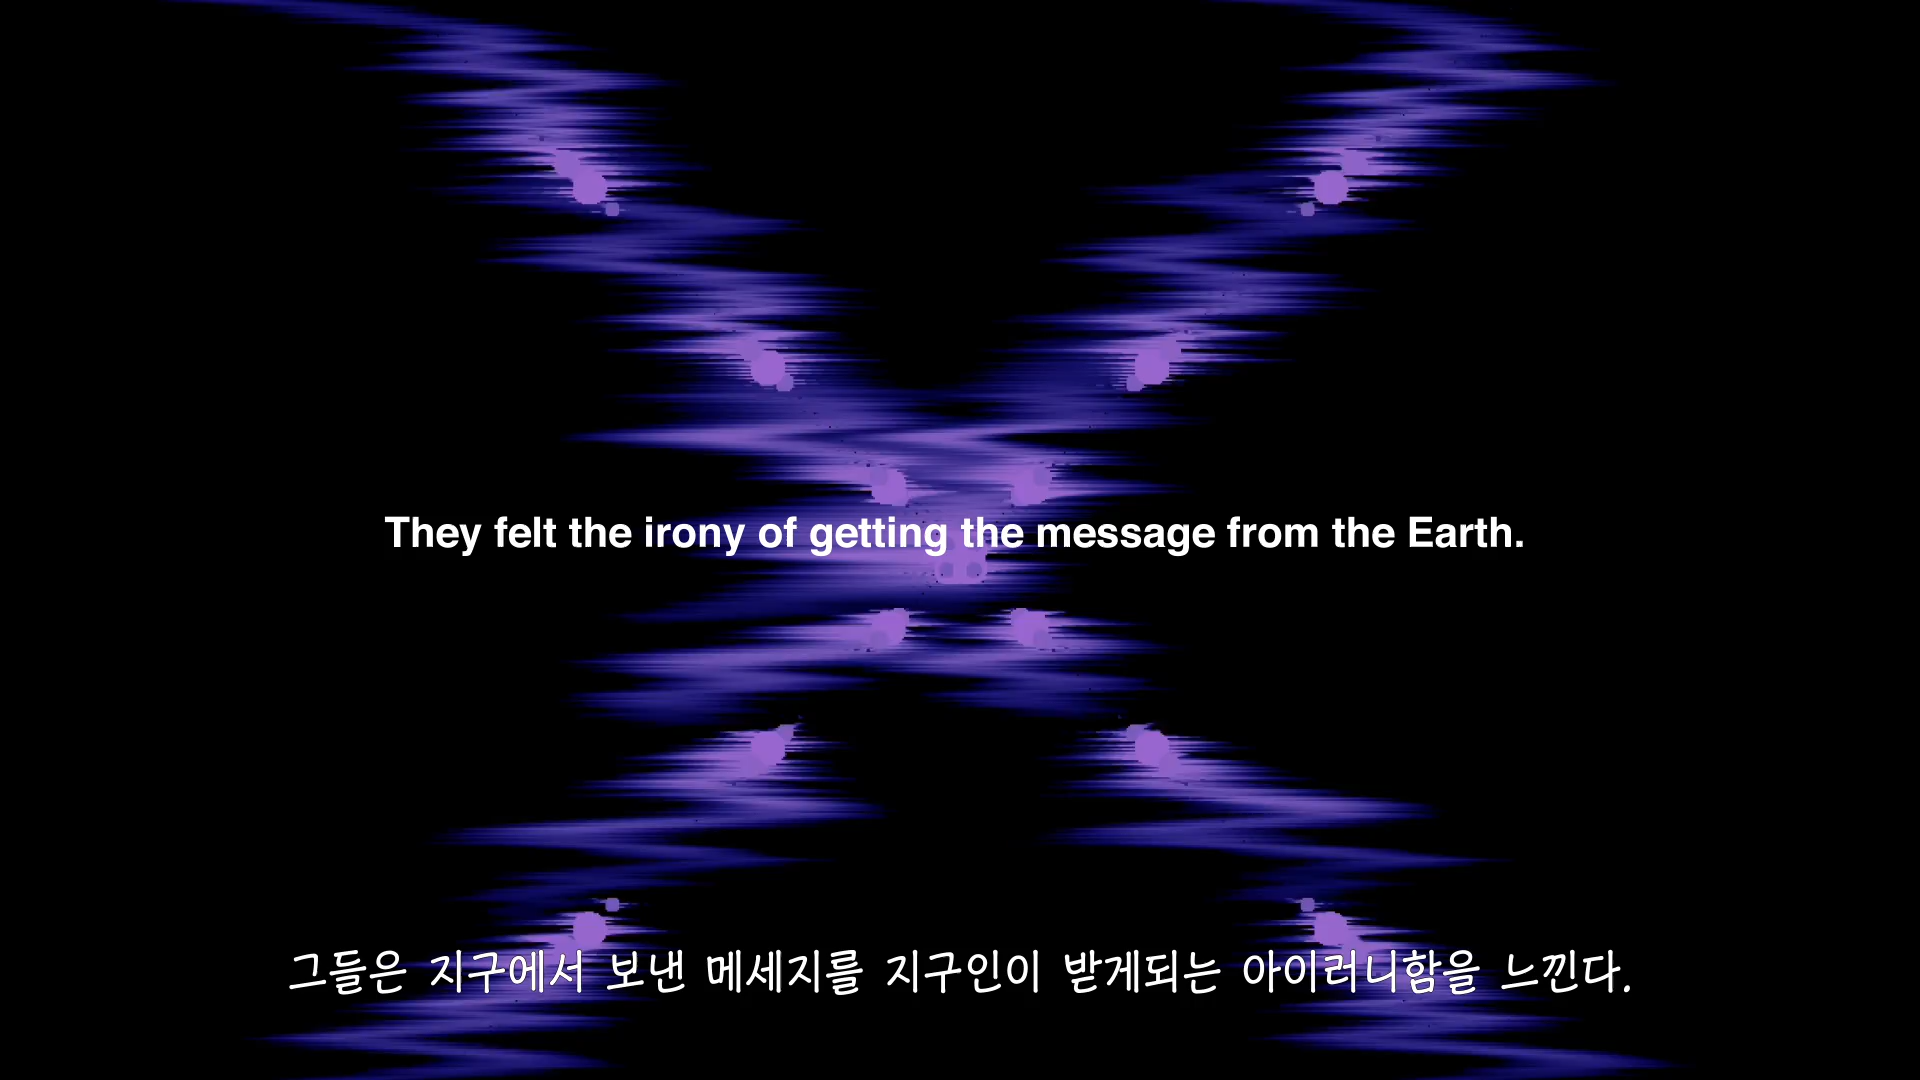 They felt the irony of getting the message from the Earth.
그들은 지구에서 보낸 메세지를 지구인이 받게되는 아이러니함을 느낀다.